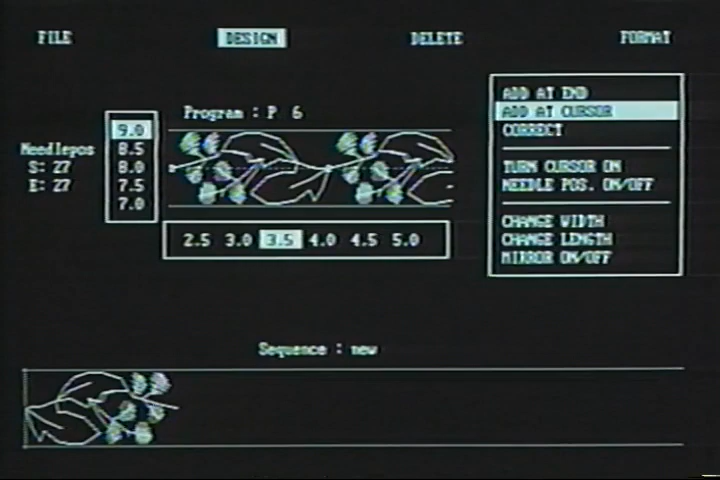 FILE
DESIGN
DELETE
FORMAT
Program : P 6
Needlepos
S: 27
E: 27
9.0
8.5
8.0
7.5
7.0
2.5 3.0 3.5 4.0 4.5 5.0
ADD AT END
ADD AT CURSOR
CORRECT
TURN CURSOR ON
NEEDLE POS. ON/OFF
CHANGE WIDTH
CHANGE LENGTH
MIRROR ON/OFF
Sequence : new